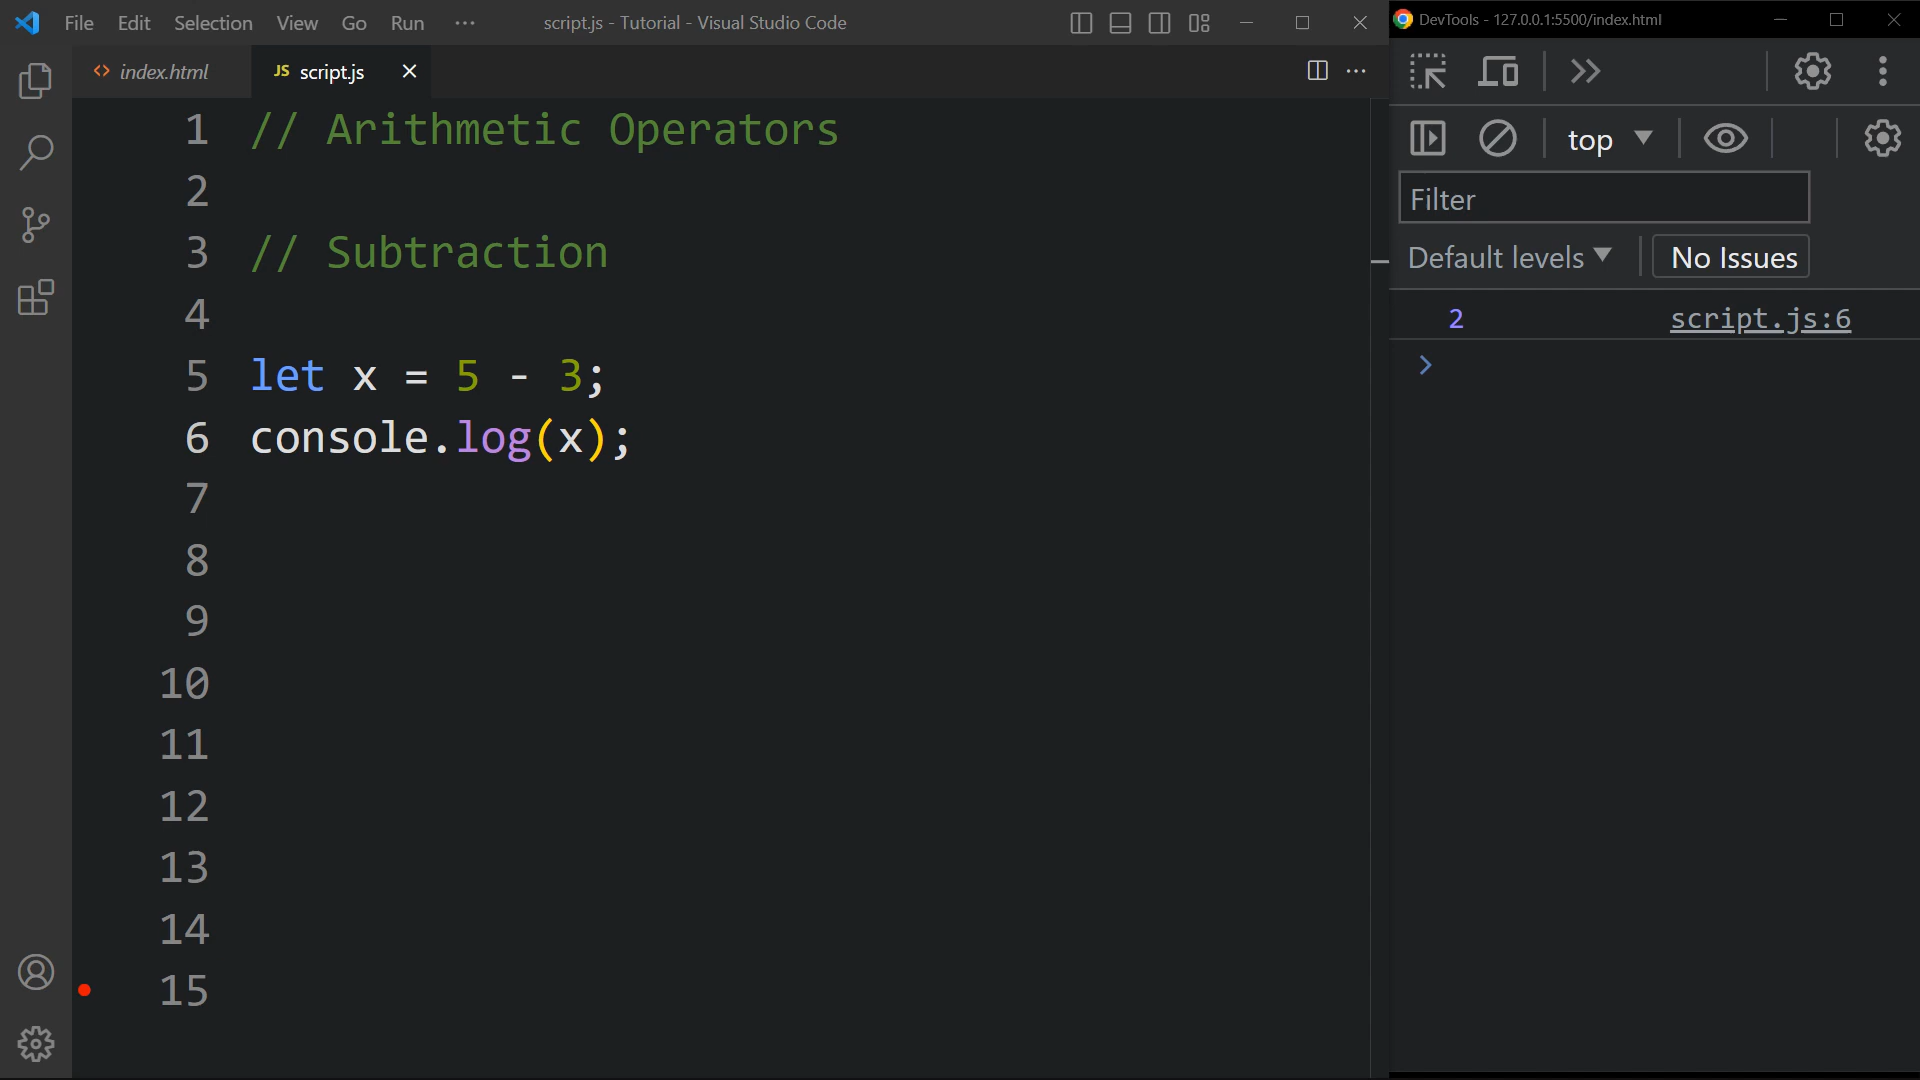 File Edit Selection View Go Run ··· script.js - Tutorial - Visual Studio Code
DevTools - 127.0.0.1:5500/index.html
<> index.html JS script.js
top
Filter
Default levels No Issues
2 script.js:6
1 // Arithmetic Operators
2
3 // Subtraction
4
5 let x = 5 - 3;
6 console.log(x);
7
8
9
10
11
12
13
14
15